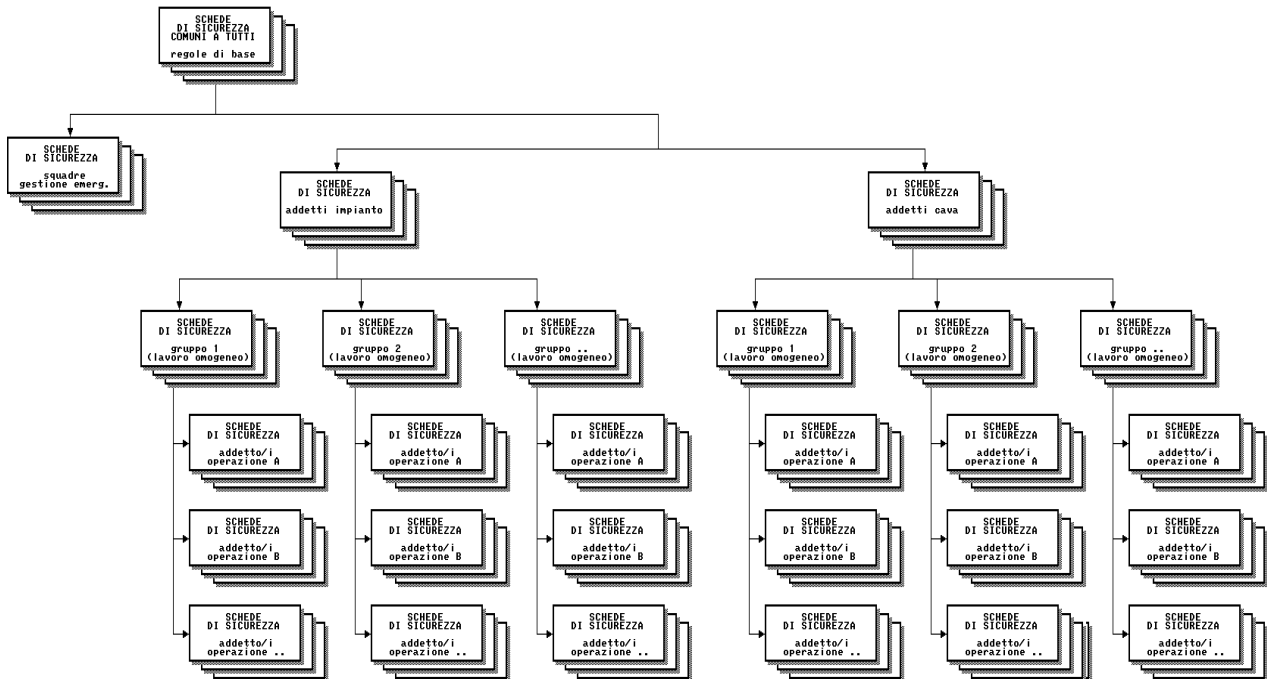 SCHEDE
DI SICUREZZA
COMUNI A TUTTI
regole di base
SCHEDE
DI SICUREZZA
squadre
gestione emerg.
SCHEDE
DI SICUREZZA
addetti impianto
SCHEDE
DI SICUREZZA
addetti cava
SCHEDE
DI SICUREZZA
gruppo 1
(lavoro omogeneo)
SCHEDE
DI SICUREZZA
gruppo 2
(lavoro omogeneo)
SCHEDE
DI SICUREZZA
gruppo ..
(lavoro omogeneo)
SCHEDE
DI SICUREZZA
gruppo 1
(lavoro omogeneo)
SCHEDE
DI SICUREZZA
gruppo 2
(lavoro omogeneo)
SCHEDE
DI SICUREZZA
gruppo ..
(lavoro omogeneo)
SCHEDE
DI SICUREZZA
addetto/i
operazione A
SCHEDE
DI SICUREZZA
addetto/i
operazione A
SCHEDE
DI SICUREZZA
addetto/i
operazione A
SCHEDE
DI SICUREZZA
addetto/i
operazione A
SCHEDE
DI SICUREZZA
addetto/i
operazione A
SCHEDE
DI SICUREZZA
addetto/i
operazione A
SCHEDE
DI SICUREZZA
addetto/i
operazione B
SCHEDE
DI SICUREZZA
addetto/i
operazione B
SCHEDE
DI SICUREZZA
addetto/i
operazione B
SCHEDE
DI SICUREZZA
addetto/i
operazione B
SCHEDE
DI SICUREZZA
addetto/i
operazione B
SCHEDE
DI SICUREZZA
addetto/i
operazione B
SCHEDE
DI SICUREZZA
addetto/i
operazione ..
SCHEDE
DI SICUREZZA
addetto/i
operazione ..
SCHEDE
DI SICUREZZA
addetto/i
operazione ..
SCHEDE
DI SICUREZZA
addetto/i
operazione ..
SCHEDE
DI SICUREZZA
addetto/i
operazione ..
SCHEDE
DI SICUREZZA
addetto/i
operazione ..